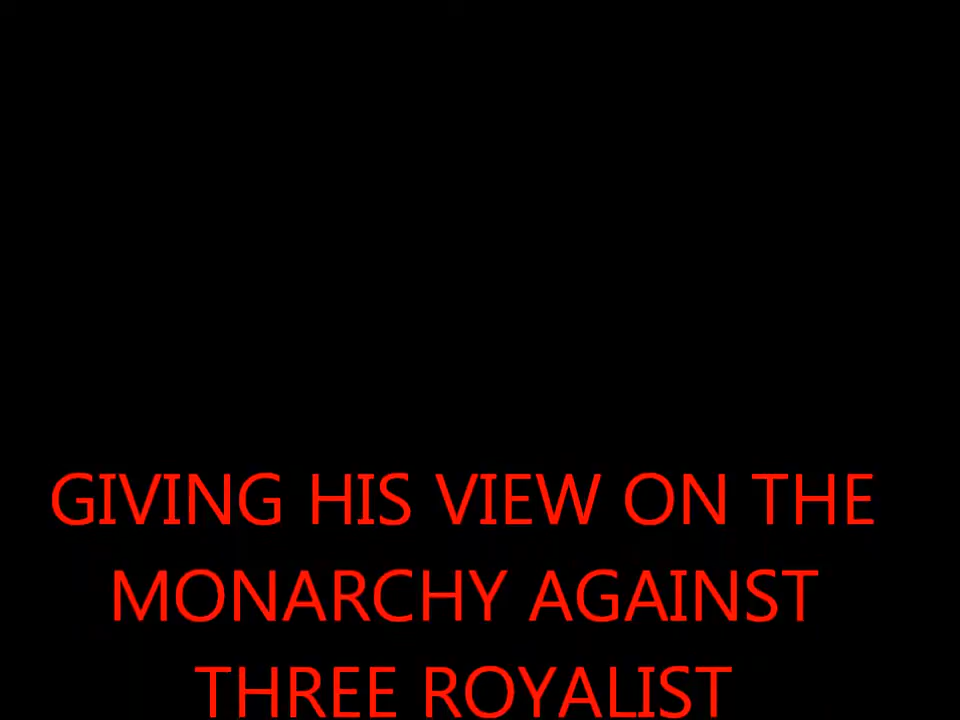 GIVING HIS VIEW ON THE
MONARCHY AGAINST
THREE ROYALIST